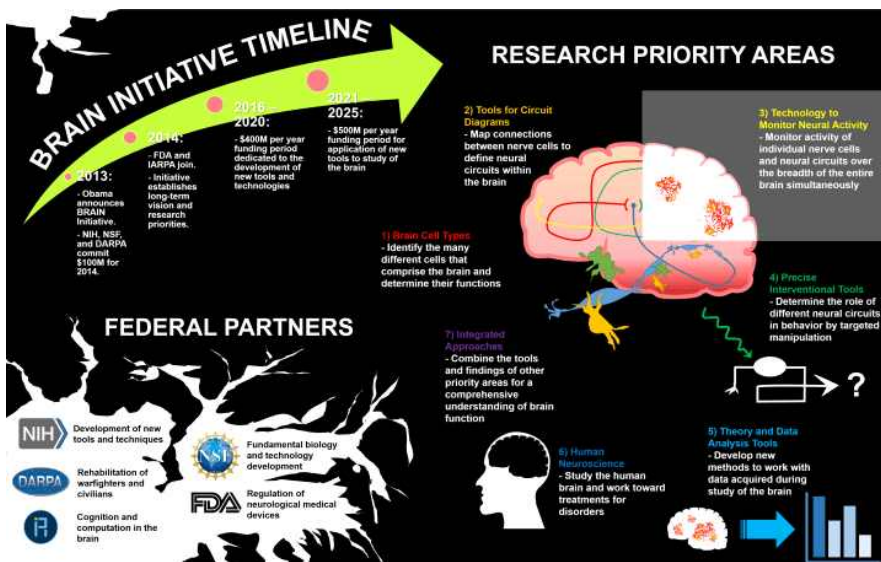 BRAIN INITIATIVE TIMELINE
2013:
- Obama
announces
BRAIN
Initiative.
- NIH, NSF,
and DARPA
commit
$100M for
2014.
2014:
- FDA and
IARPA join.
- Initiative
establishes
long-term
vision and
research
priorities.
2016 –
2020:
- $400M per year
funding period
dedicated to the
development of
new tools and
technologies
2021 –
2025:
- $500M per year
funding period for
application of new
tools to study of
the brain
RESEARCH PRIORITY AREAS
1) Brain Cell Types
- Identify the many
different cells that
comprise the brain and
determine their functions
2) Tools for Circuit
Diagrams
- Map connections
between nerve cells to
define neural
circuits within
the brain
3) Technology to
Monitor Neural Activity
- Monitor activity of
individual nerve cells
and neural circuits over
the breadth of the entire
brain simultaneously
4) Precise
Interventional Tools
- Determine the role of
different neural circuits
in behavior by targeted
manipulation
?
5) Theory and Data
Analysis Tools
- Develop new
methods to work with
data acquired during
study of the brain
6) Human
Neuroscience
- Study the human
brain and work toward
treatments for
disorders
7) Integrated
Approaches
- Combine the tools
and findings of other
priority areas for a
comprehensive
understanding of brain
function
FEDERAL PARTNERS
NIH
Development of new
tools and techniques
DARPA
Rehabilitation of
warfighters and
civilians
Cognition and
computation in the
brain
NSF
Fundamental biology
and technology
development
FDA
Regulation of
neurological medical
devices